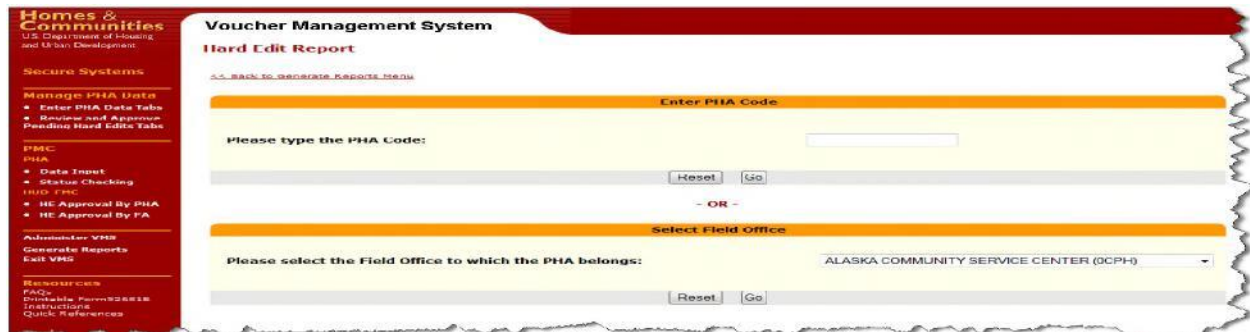 Homes &
Communities
U.S. Department of Housing
and Urban Development
Secure Systems
Manage PHA Data
• Enter PHA Data Tabs
• Review and Approve
Pending Hard Edits Tabs
PMC
PHA
• Data Input
• Status Checking
HUD FMC
• HE Approval By PHA
• HE Approval By FA
Administer VMS
Generate Reports
Exit VMS
Resources
FAQs
Printable Form52681B
Instructions
Quick References
Voucher Management System
Hard Edit Report
<< Back to Generate Reports Menu
Enter PHA Code
Please type the PHA Code:
Reset Go
- OR -
Select Field Office
Please select the Field Office to which the PHA belongs:
ALASKA COMMUNITY SERVICE CENTER (0CPH)
Reset Go